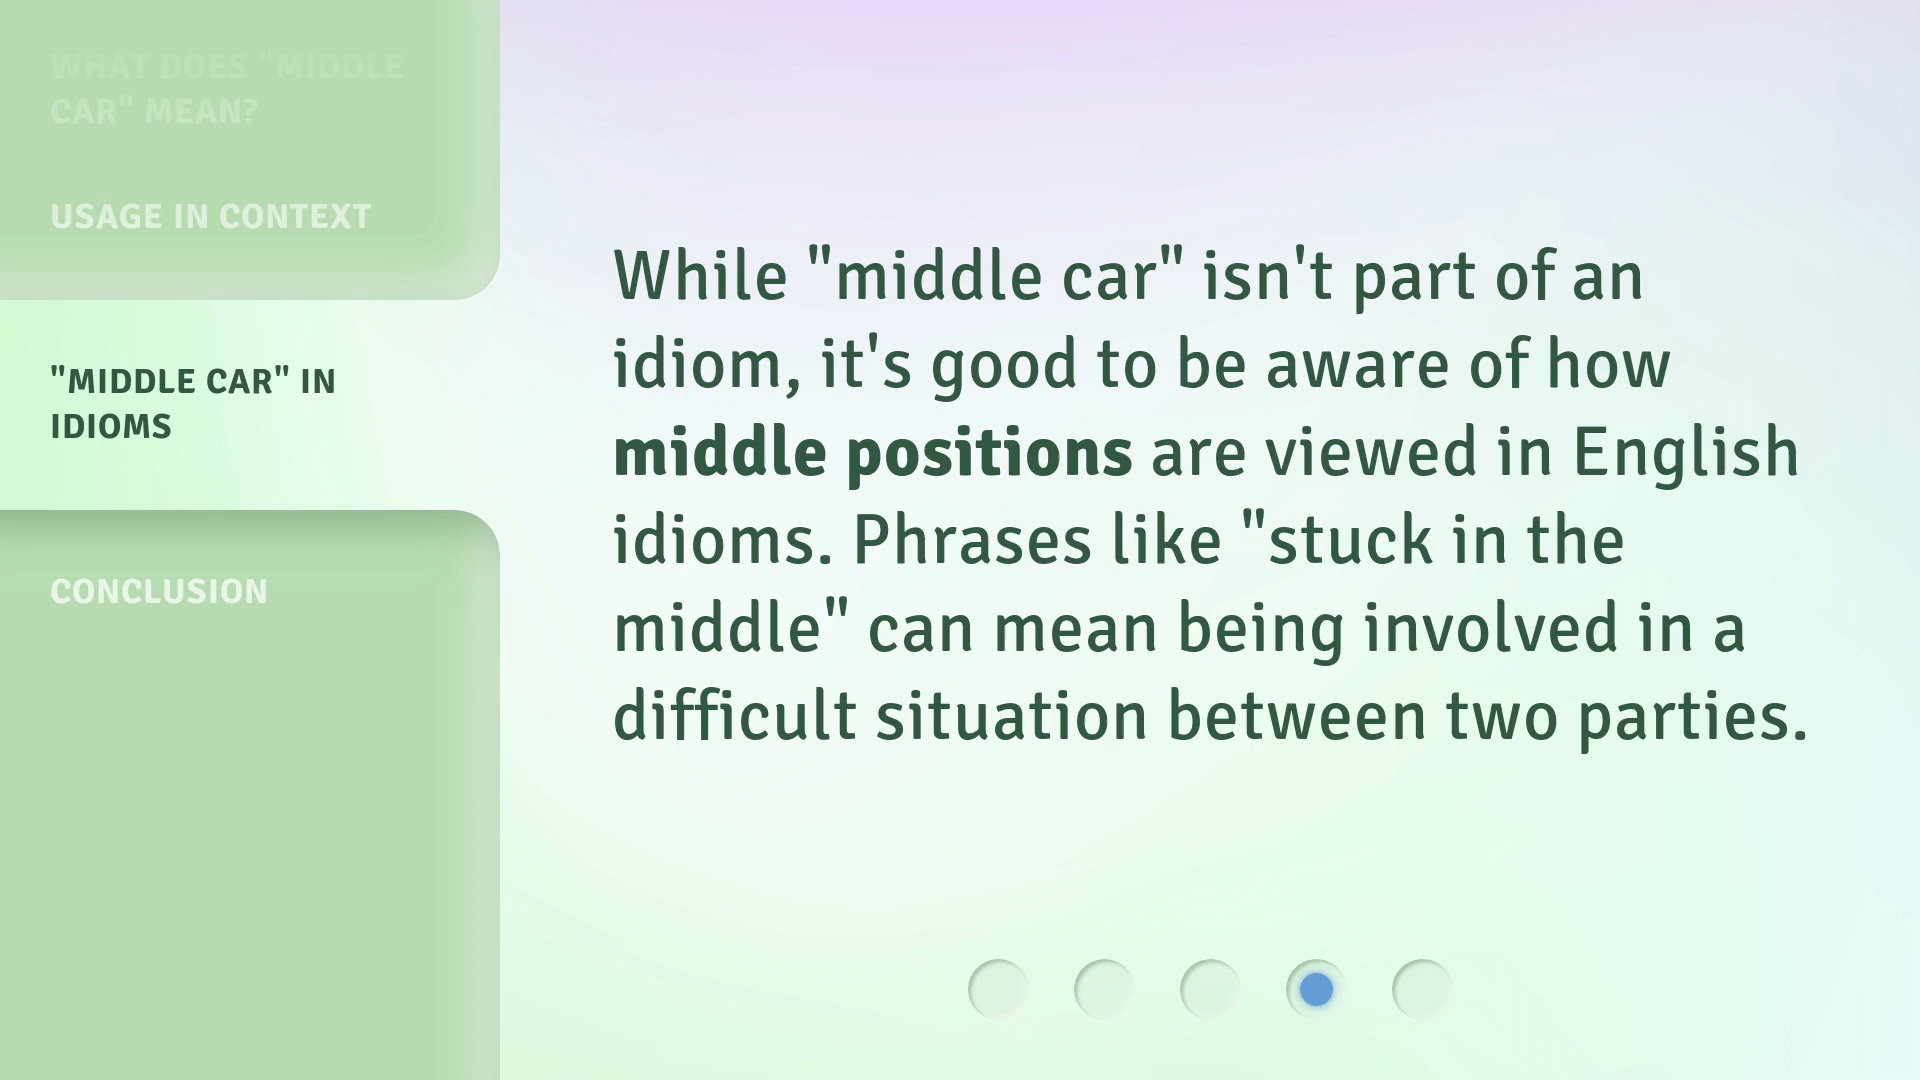 WHAT DOES "MIDDLE
CAR" MEAN?
USAGE IN CONTEXT
"MIDDLE CAR" IN
IDIOMS
CONCLUSION
While "middle car" isn't part of an
idiom, it's good to be aware of how
middle positions are viewed in English
idioms. Phrases like "stuck in the
middle" can mean being involved in a
difficult situation between two parties.